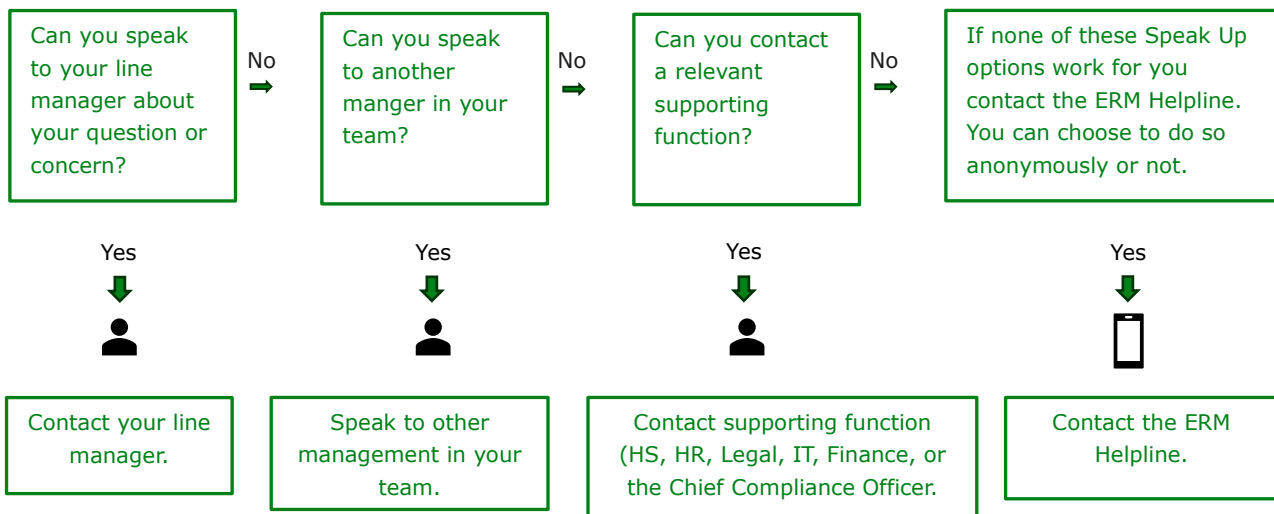 Can you speak
to your line
manager about
your question or
concern?
No
Can you speak
to another
manger in your
team?
No
Can you contact
a relevant
supporting
function?
No
If none of these Speak Up
options work for you
contact the ERM Helpline.
You can choose to do so
anonymously or not.
Yes
Yes
Yes
Yes
Contact your line
manager.
Speak to other
management in your
team.
Contact supporting function
(HS, HR, Legal, IT, Finance, or
the Chief Compliance Officer.
Contact the ERM
Helpline.